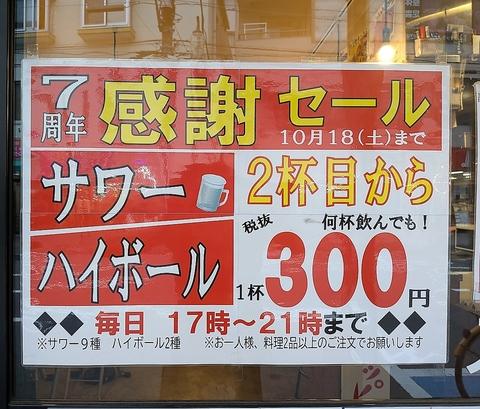 7周年 感謝 セール
10月18(土)まで
サワー
ハイボール
2杯目から
税抜 何杯飲んでも！
1杯300円
◆◆ 毎日 17時～21時まで ◆◆
※サワー9種 ハイボール2種 ※お一人様、料理2品以上のご注文でお願いします